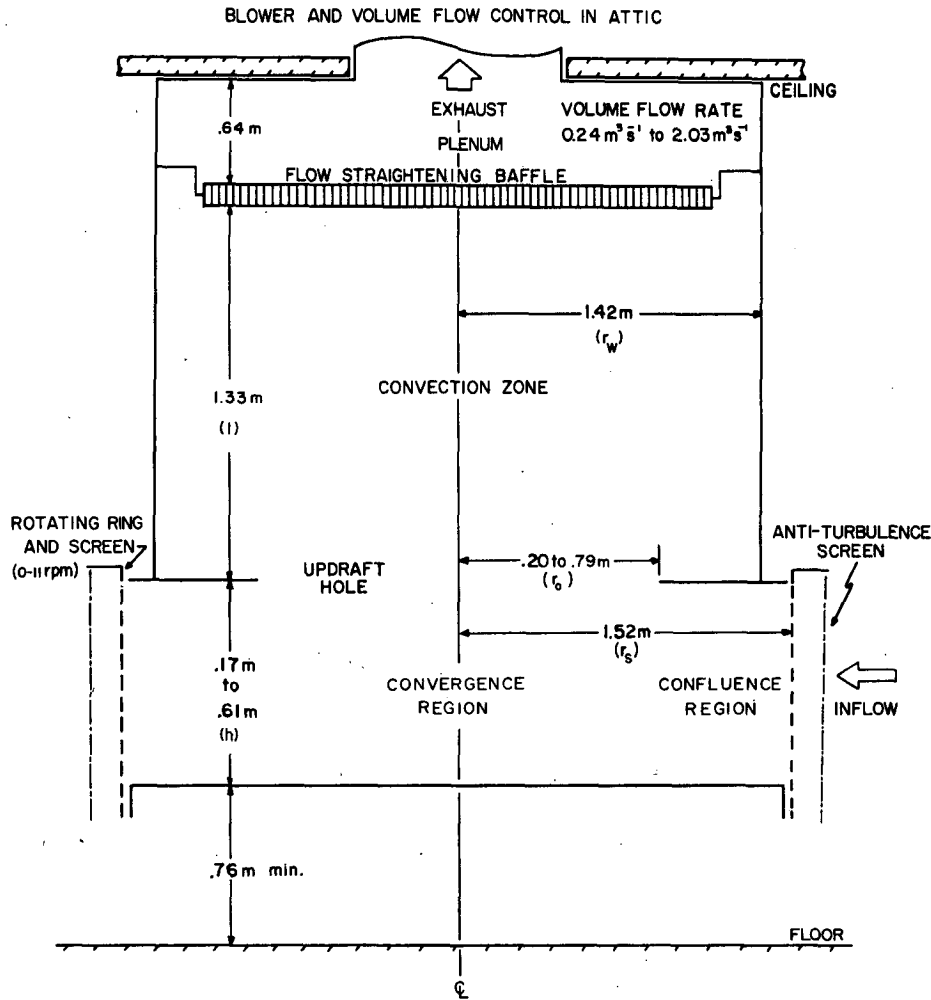 BLOWER AND VOLUME FLOW CONTROL IN ATTIC
CEILING
.64 m
EXHAUST
PLENUM
VOLUME FLOW RATE
0.24 m³ s⁻¹ to 2.03 m³ s⁻¹
FLOW STRAIGHTENING BAFFLE
1.42 m
(r_w)
CONVECTION ZONE
1.33 m
(l)
ROTATING RING
AND SCREEN
(0-11 rpm)
UPDRAFT
HOLE
.20 to .79 m
(r_o)
ANTI-TURBULENCE
SCREEN
1.52 m
(r_s)
.17 m
to
.61 m
(h)
CONVERGENCE
REGION
CONFLUENCE
REGION
INFLOW
.76 m min.
FLOOR
℄